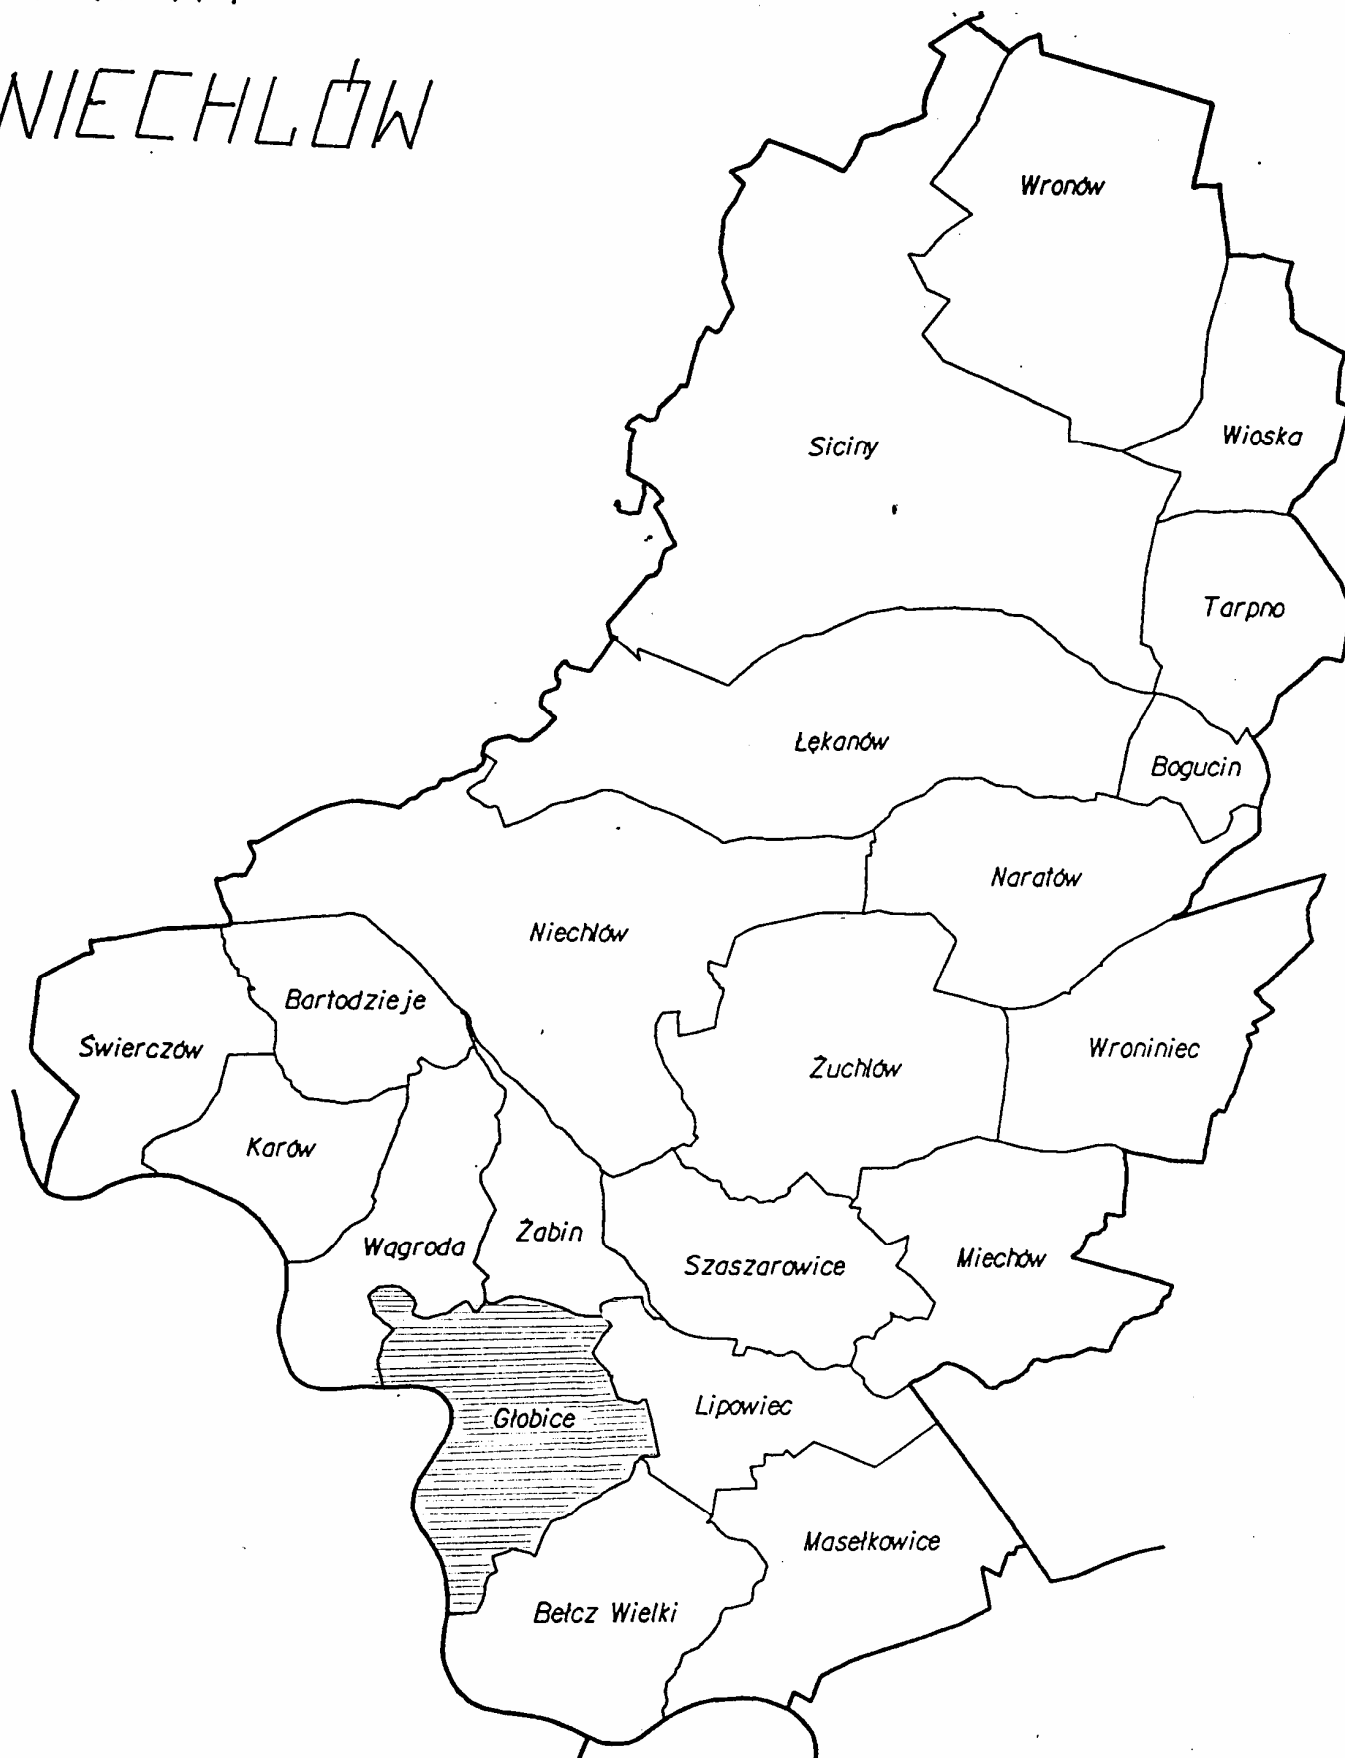 NIECHLÓW
Wronów
Wioska
Siciny
Tarpno
Łękanów
Bogucin
Naratów
Niechlów
Bartodzieje
Świerczów
Wroniniec
Żuchlów
Karów
Żabin
Wągroda
Miechów
Szaszarowice
Lipowiec
Głobice
Masełkowice
Bełcz Wielki